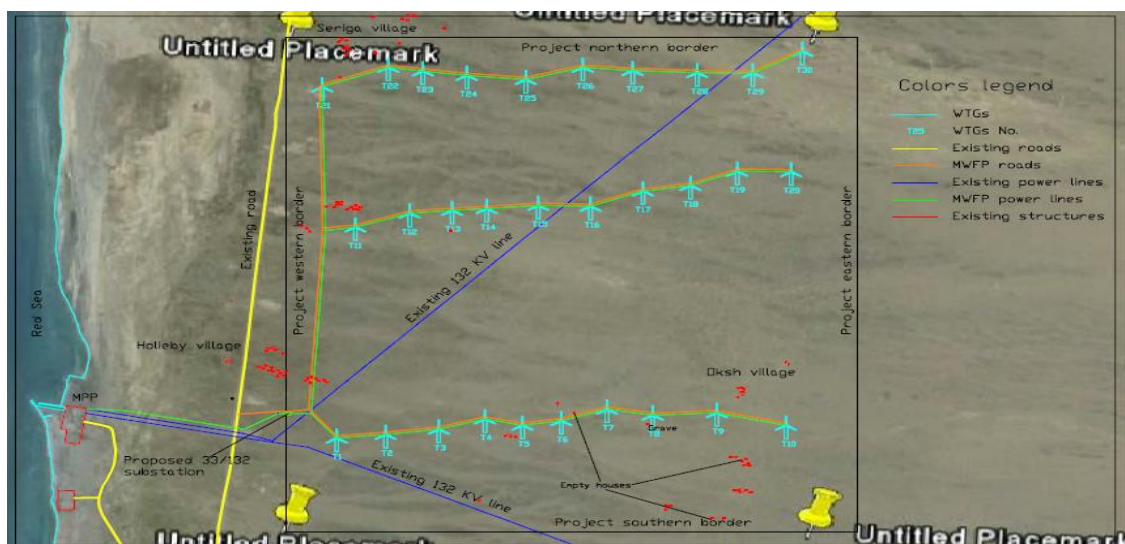 Untitled Placemark
Seriga village
Untitled Placemark
Project northern border
T21
T22
T23
T24
T25
T26
T27
T28
T29
T30
Colors legend
WTGs
T25 WTGs No.
Existing roads
MWFP roads
Existing power lines
MWFP power lines
Existing structures
Red Sea
Existing road
Project western border
Existing 132 KV line
Project eastern border
T11
T12
T13
T14
T15
T16
T17
T18
T19
T20
Holieby village
Oksh village
MPP
T1
T2
T3
T4
T5
T6
T7
T8
Grave
T9
T10
Proposed 33/132
substation
Existing 132 KV line
Empty houses
Project southern border
Untitled Placemark
Untitled Placemark